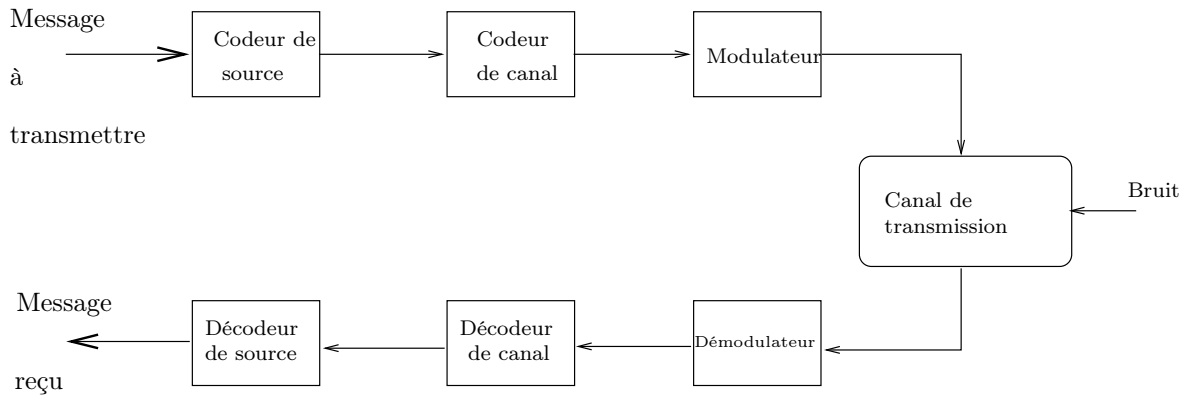 Message
à
transmettre
Codeur de
source
Codeur
de canal
Modulateur
Canal de
transmission
Bruit
Message
reçu
Décodeur
de source
Décodeur
de canal
Démodulateur